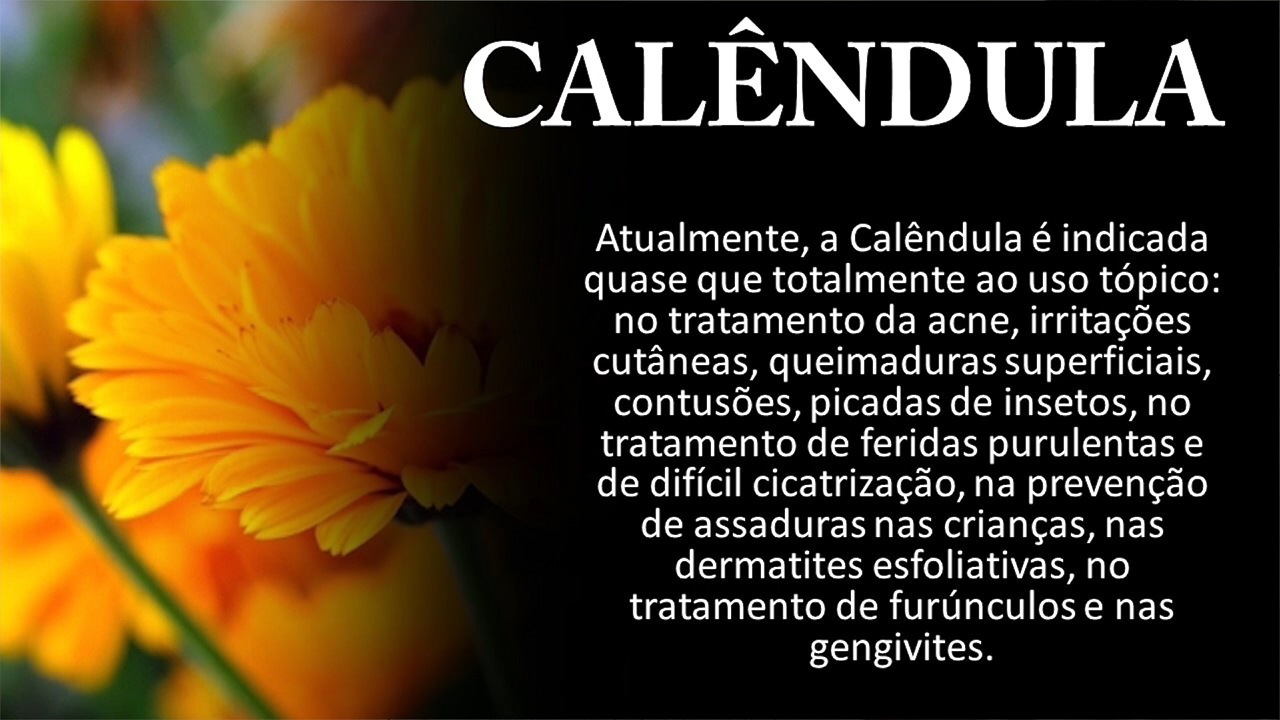 CALÊNDULA
Atualmente, a Calêndula é indicada
quase que totalmente ao uso tópico:
no tratamento da acne, irritações
cutâneas, queimaduras superficiais,
contusões, picadas de insetos, no
tratamento de feridas purulentas e
de difícil cicatrização, na prevenção
de assaduras nas crianças, nas
dermatites esfoliativas, no
tratamento de furúnculos e nas
gengivites.